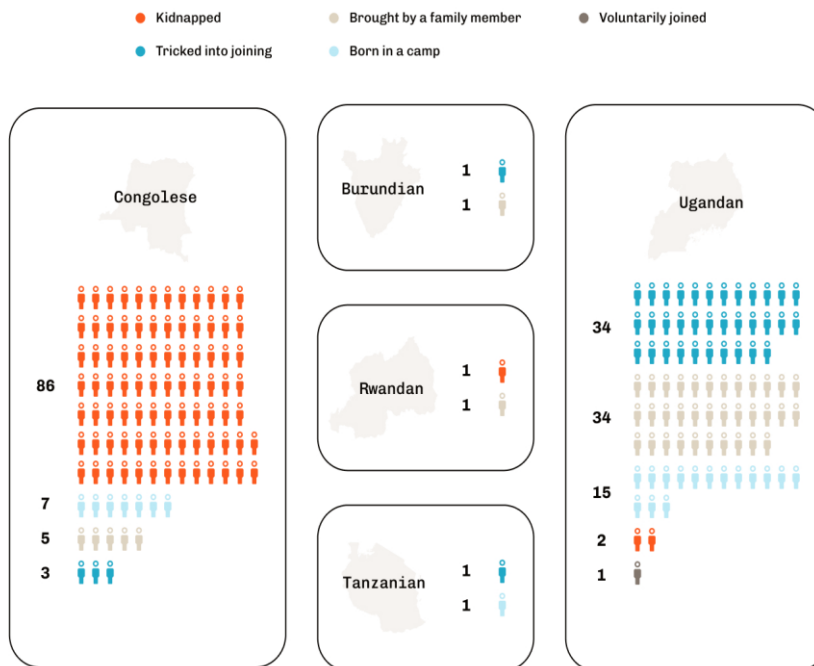 Kidnapped
Brought by a family member
Voluntarily joined
Tricked into joining
Born in a camp
Congolese
86
7
5
3
Burundian
1
1
Rwandan
1
1
Tanzanian
1
1
Ugandan
34
34
15
2
1